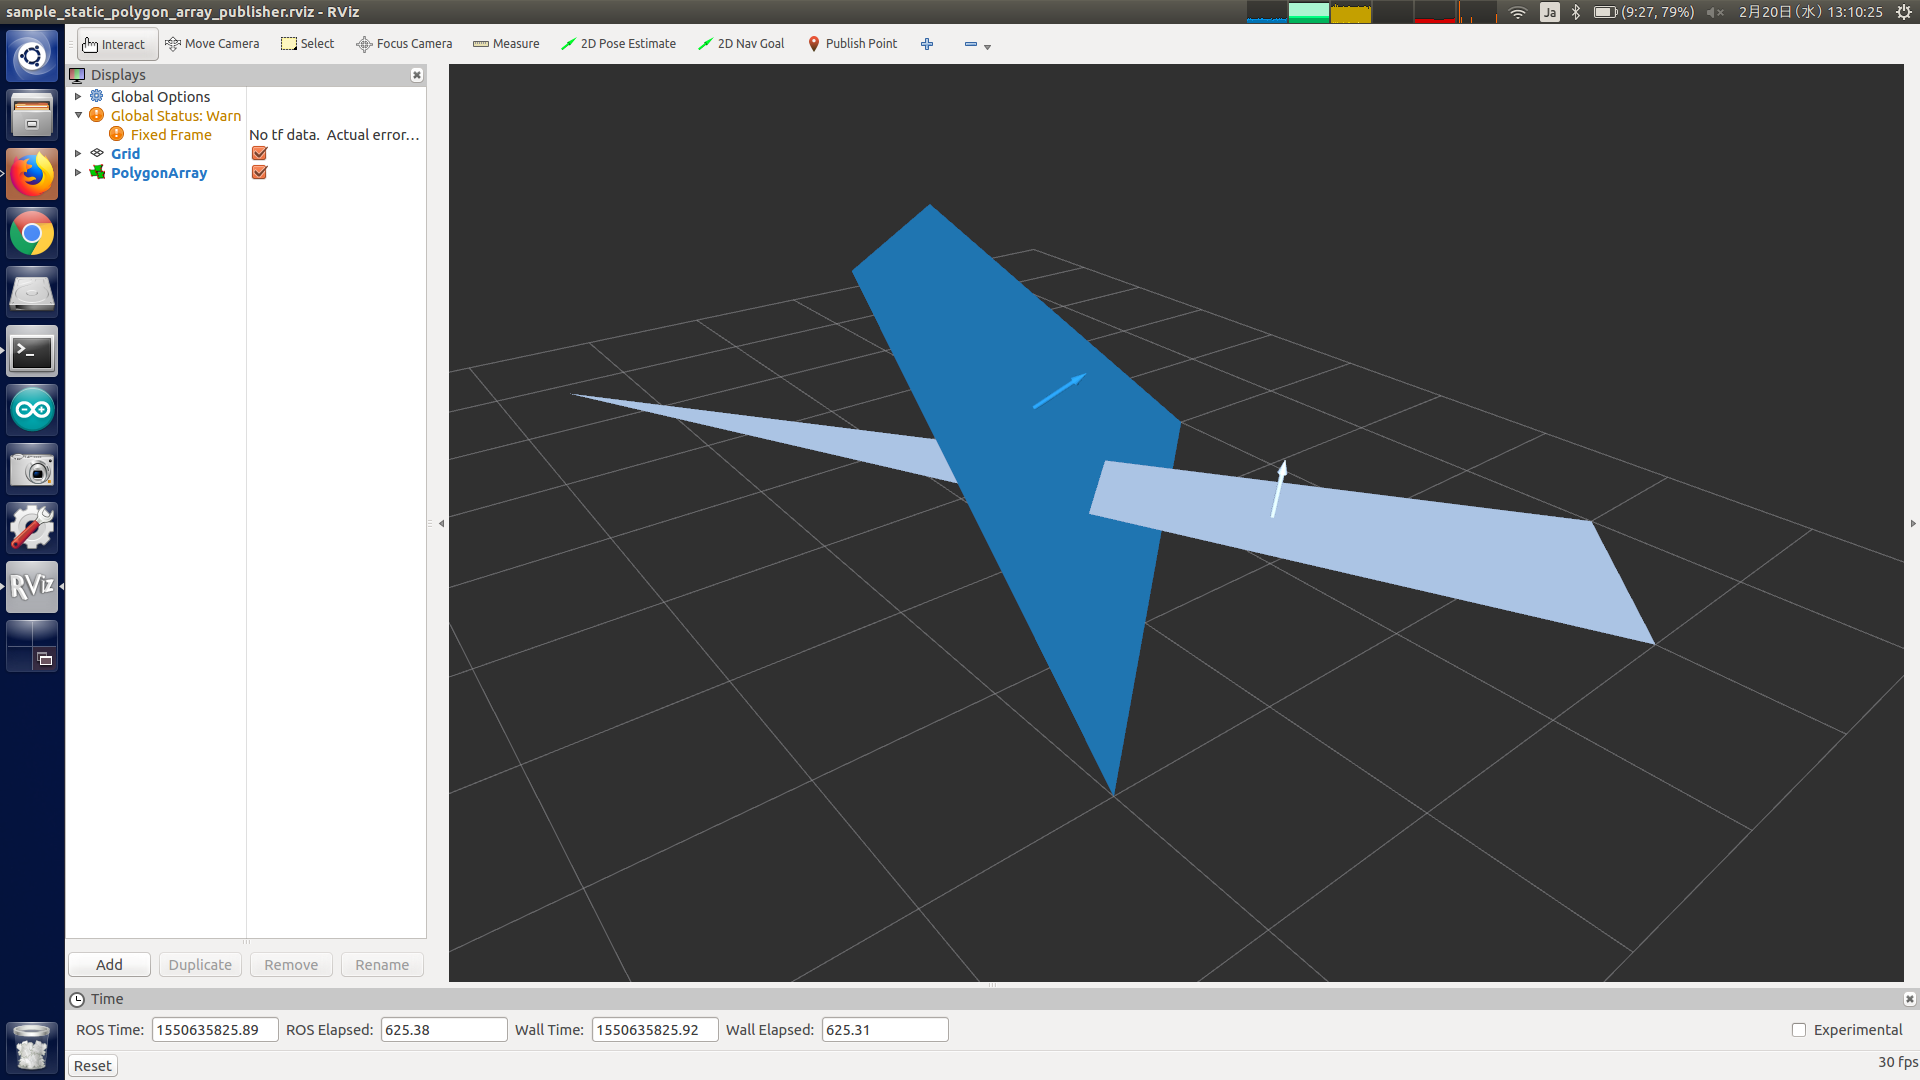 sample_static_polygon_array_publisher.rviz - RViz
Ja
(9:27, 79%)
2月20日(水) 13:10:25
Interact
Move Camera
Select
Focus Camera
Measure
2D Pose Estimate
2D Nav Goal
Publish Point
Displays
Global Options
Global Status: Warn
Fixed Frame
No tf data.  Actual error…
Grid
PolygonArray
RViz
Add
Duplicate
Remove
Rename
Time
ROS Time:
1550635825.89
ROS Elapsed:
625.38
Wall Time:
1550635825.92
Wall Elapsed:
625.31
Experimental
Reset
30 fps